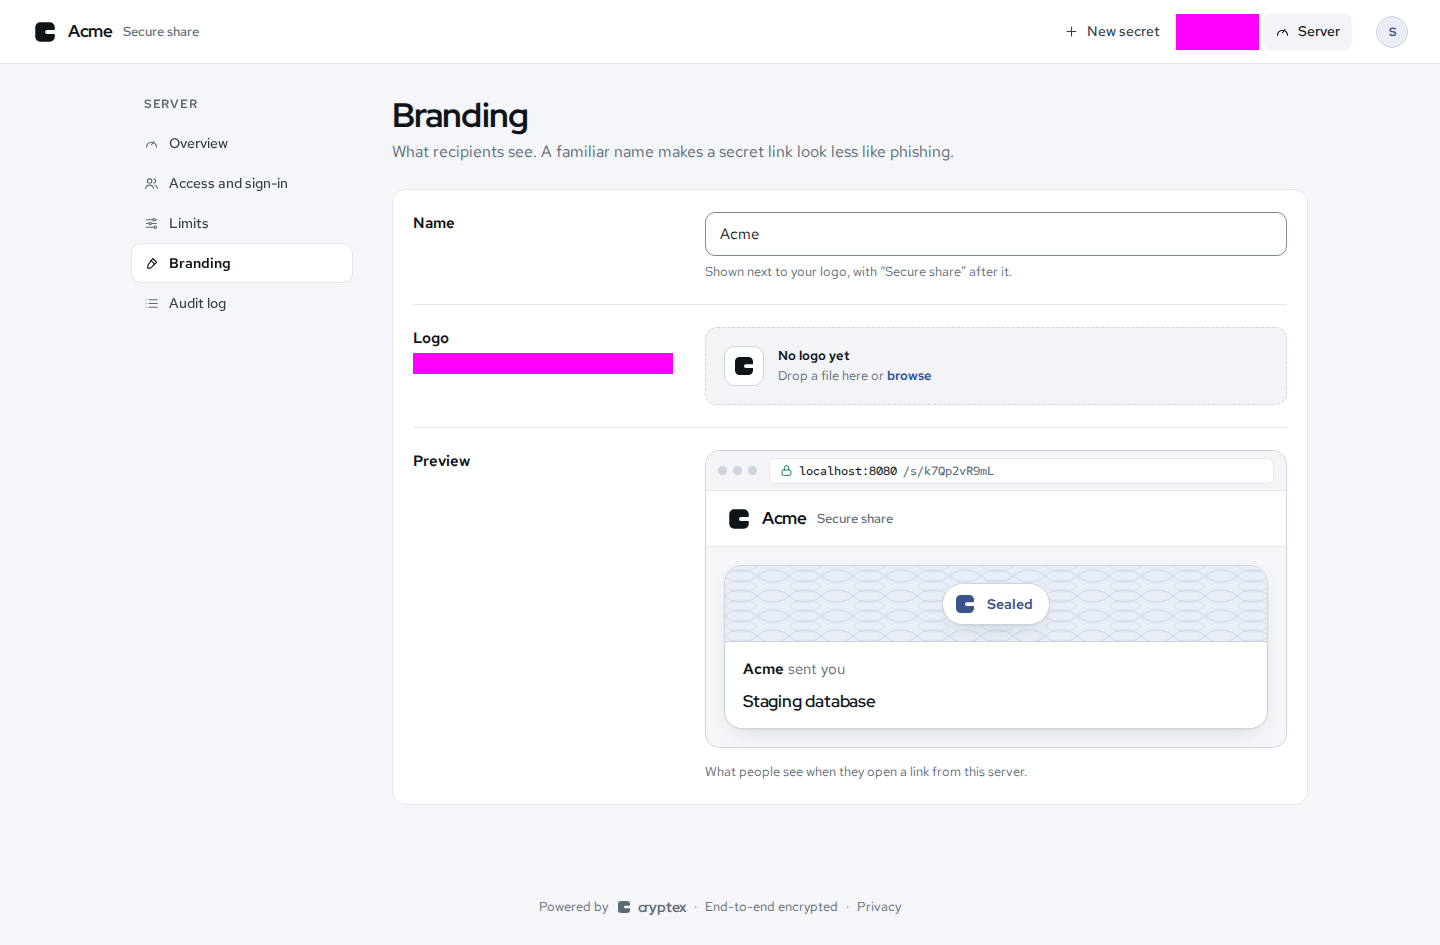 Acme Secure share
New secret
Server
S
SERVER
Overview
Access and sign-in
Limits
Branding
Audit log
Branding
What recipients see. A familiar name makes a secret link look less like phishing.
Name
Acme
Shown next to your logo, with “Secure share” after it.
Logo
No logo yet
Drop a file here or browse
Preview
localhost:8080 /s/k7Qp2vR9mL
Acme Secure share
Sealed
Acme sent you
Staging database
What people see when they open a link from this server.
Powered by cryptex · End-to-end encrypted · Privacy